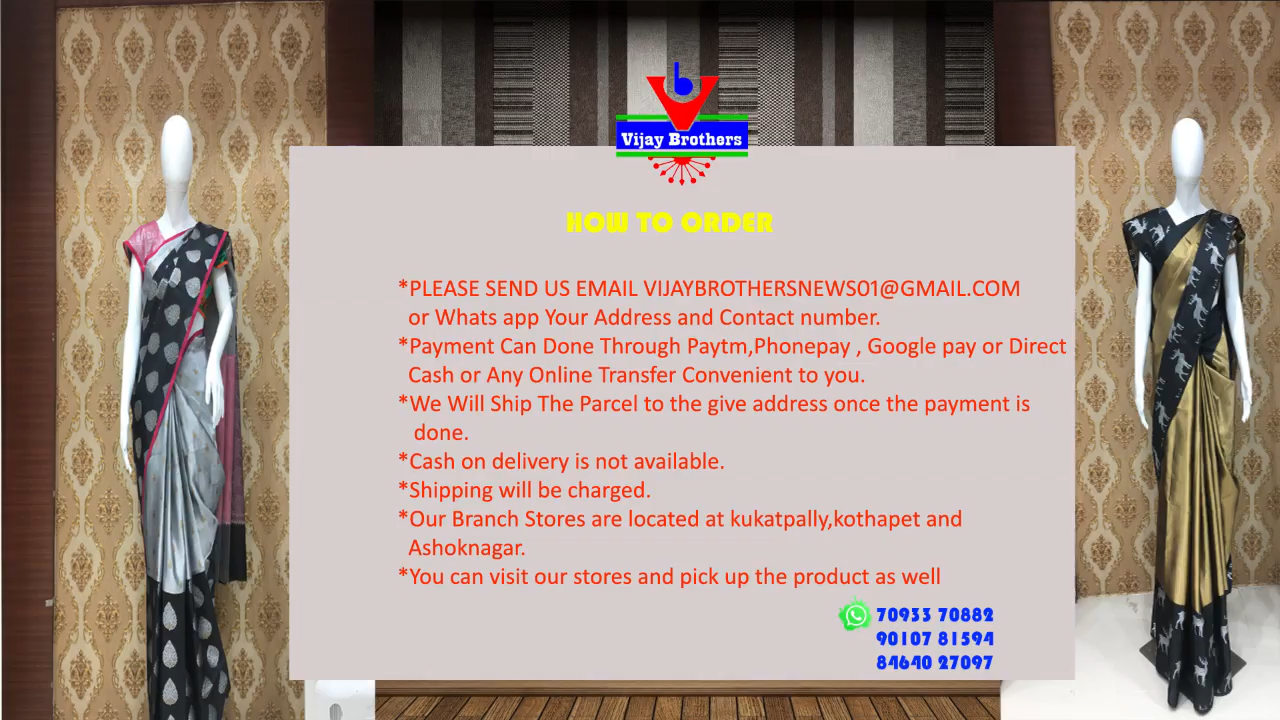 b
Vijay Brothers
HOW TO ORDER
*PLEASE SEND US EMAIL VIJAYBROTHERSNEWS01@GMAIL.COM
or Whats app Your Address and Contact number.
*Payment Can Done Through Paytm,Phonepay , Google pay or Direct
Cash or Any Online Transfer Convenient to you.
*We Will Ship The Parcel to the give address once the payment is
done.
*Cash on delivery is not available.
*Shipping will be charged.
*Our Branch Stores are located at kukatpally,kothapet and
Ashoknagar.
*You can visit our stores and pick up the product as well
70933 70882
90107 81594
84640 27097